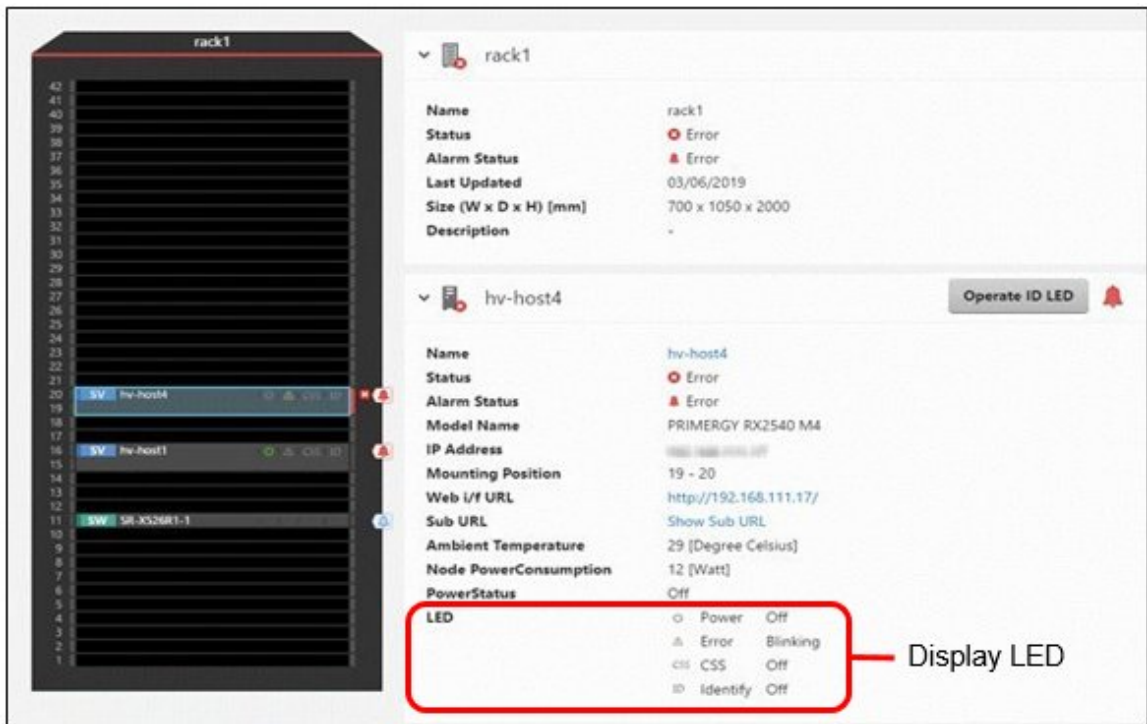 rack1
42
41
40
39
38
37
36
35
34
33
32
31
30
29
28
27
26
25
24
23
22
21
20 SV hv-host4 CSS ID
19
18
17
16 SV hv-host1 CSS ID
15
14
13
12
11 SW SR-X526R1-1
10
9
8
7
6
5
4
3
2
1
rack1
Name rack1
Status Error
Alarm Status Error
Last Updated 03/06/2019
Size (W x D x H) [mm] 700 x 1050 x 2000
Description -
hv-host4 Operate ID LED
Name hv-host4
Status Error
Alarm Status Error
Model Name PRIMERGY RX2540 M4
IP Address
Mounting Position 19 - 20
Web i/f URL http://192.168.111.17/
Sub URL Show Sub URL
Ambient Temperature 29 [Degree Celsius]
Node PowerConsumption 12 [Watt]
PowerStatus Off
LED Power Off
Error Blinking
CSS CSS Off
ID Identify Off
Display LED